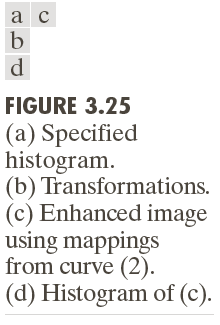 a c
b
d
FIGURE 3.25
(a) Specified
histogram.
(b) Transformations.
(c) Enhanced image
using mappings
from curve (2).
(d) Histogram of (c).